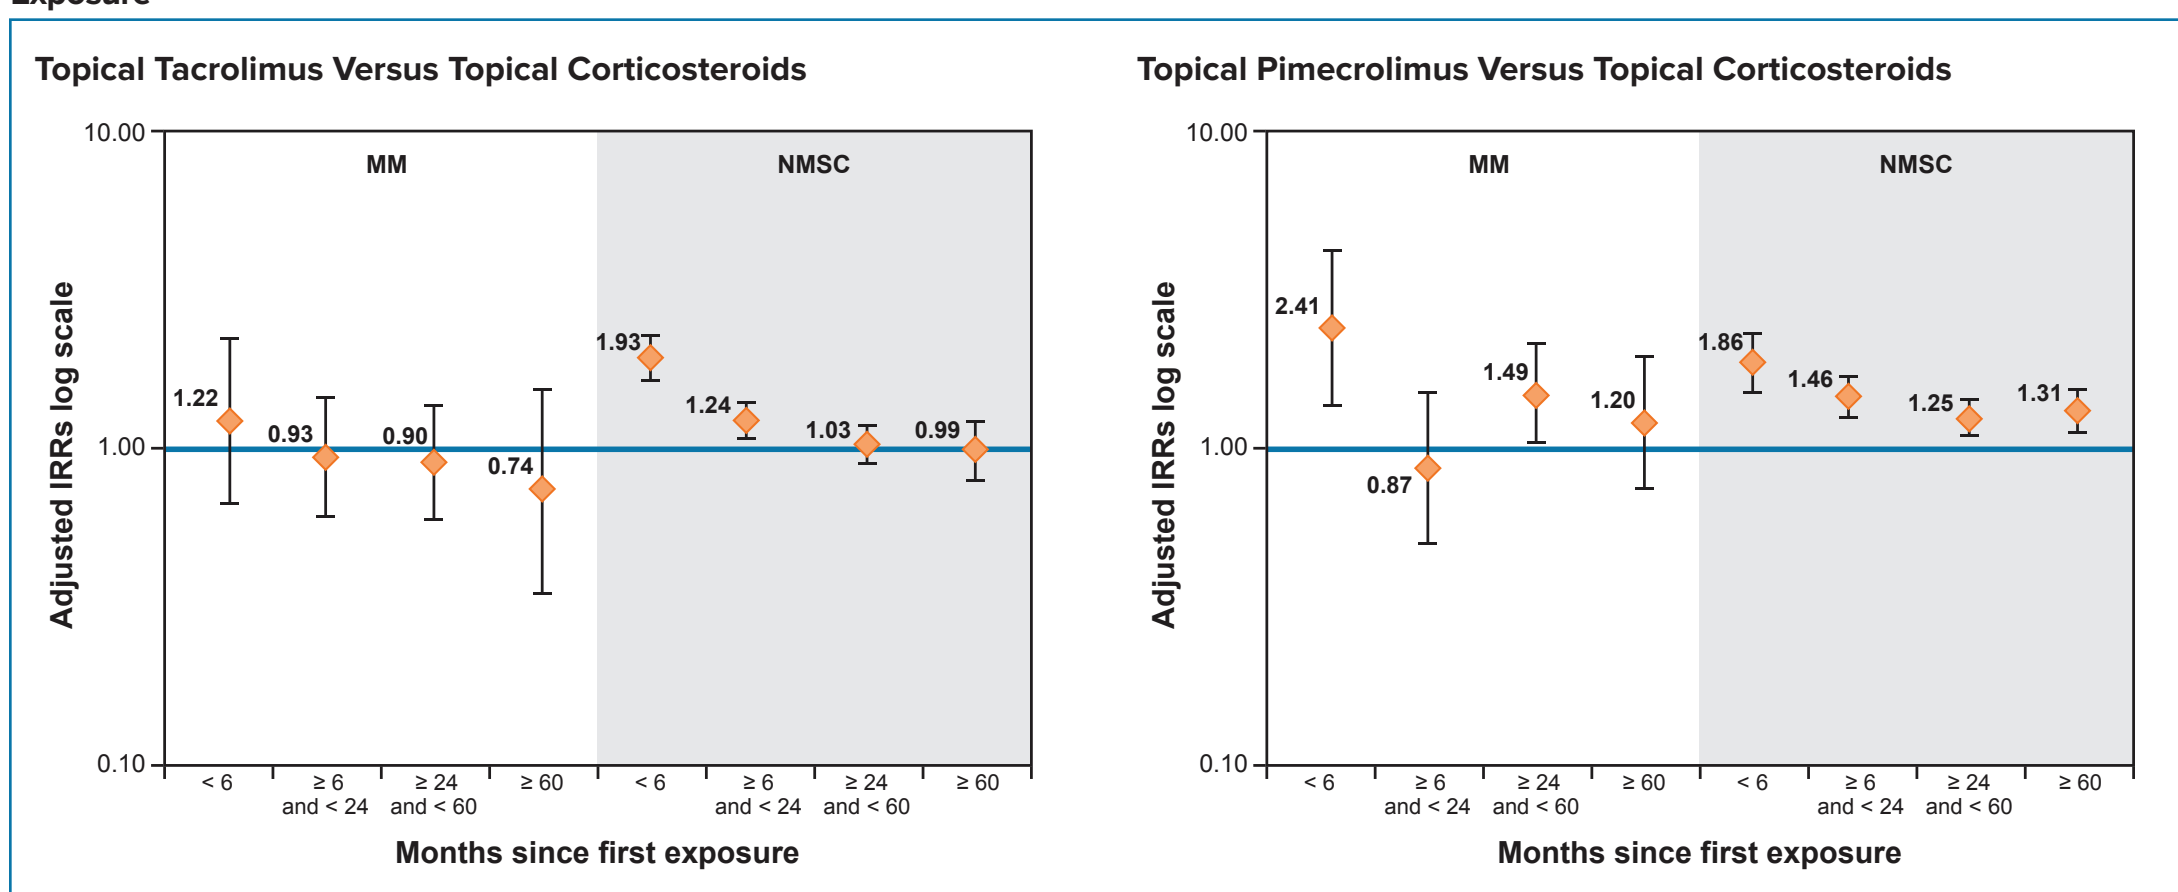 Exposure
Topical Tacrolimus Versus Topical Corticosteroids
10.00
1.00
0.10
Adjusted IRRs log scale
MM
NMSC
1.22
0.93
0.90
0.74
1.93
1.24
1.03
0.99
< 6
≥ 6
and < 24
≥ 24
and < 60
≥ 60
< 6
≥ 6
and < 24
≥ 24
and < 60
≥ 60
Months since first exposure
Topical Pimecrolimus Versus Topical Corticosteroids
10.00
1.00
0.10
Adjusted IRRs log scale
MM
NMSC
2.41
0.87
1.49
1.20
1.86
1.46
1.25
1.31
< 6
≥ 6
and < 24
≥ 24
and < 60
≥ 60
< 6
≥ 6
and < 24
≥ 24
and < 60
≥ 60
Months since first exposure